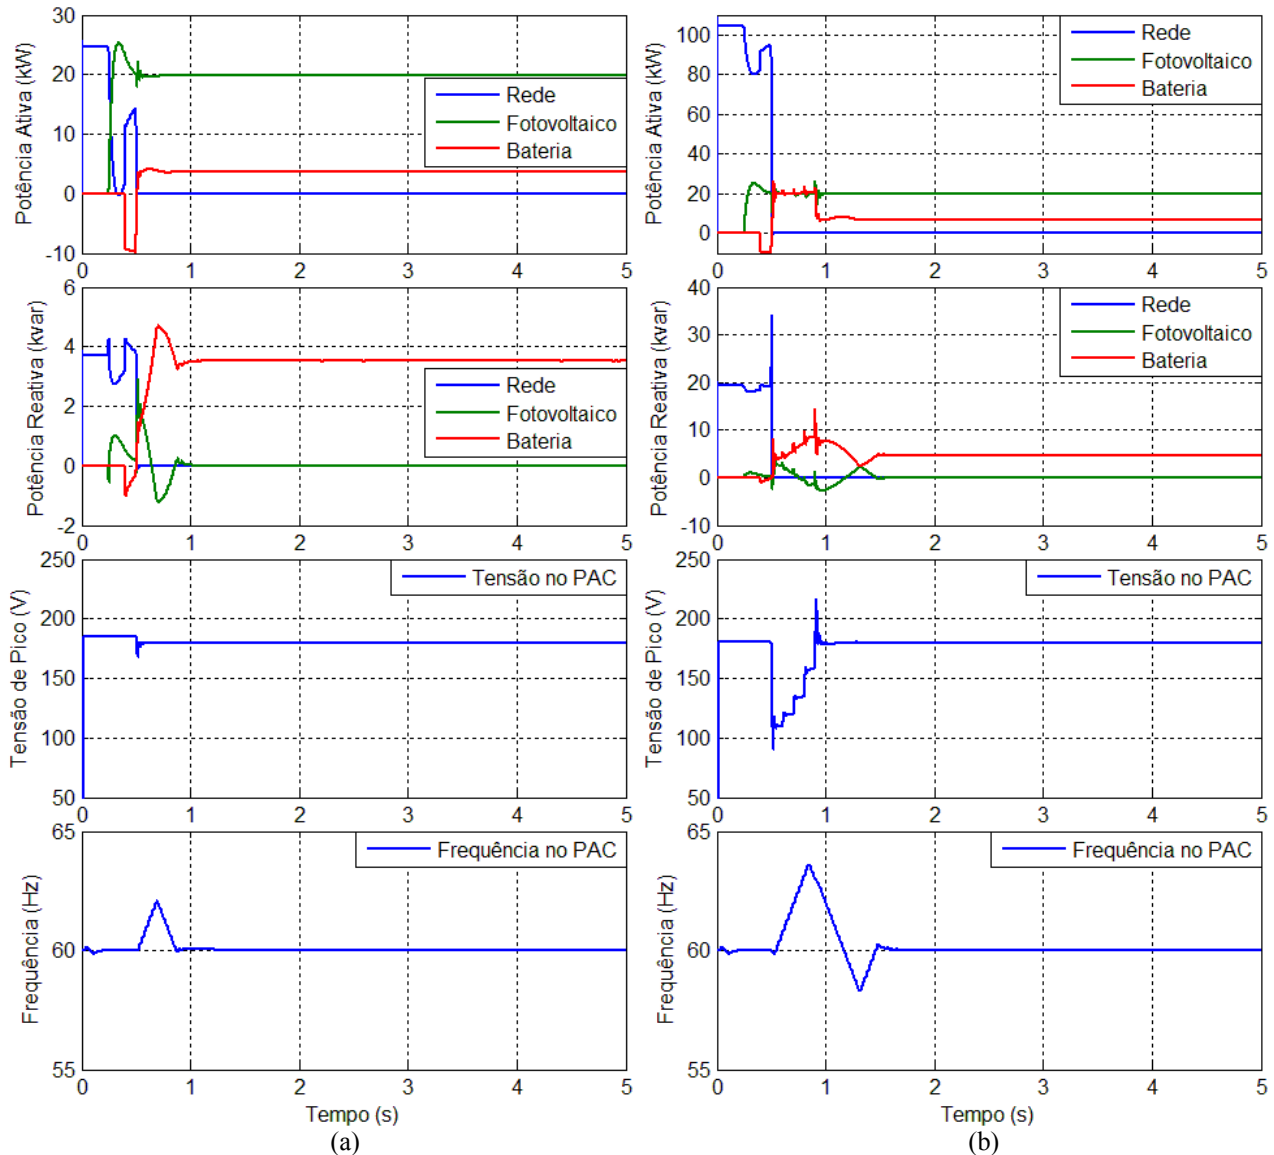 30
20
10
0
-10
Potência Ativa (kW)
Rede
Fotovoltaico
Bateria
0 1 2 3 4 5
100
80
60
40
20
0
Potência Ativa (kW)
Rede
Fotovoltaico
Bateria
0 1 2 3 4 5
6
4
2
0
-2
Potência Reativa (kvar)
Rede
Fotovoltaico
Bateria
0 1 2 3 4 5
40
30
20
10
0
-10
Potência Reativa (kvar)
Rede
Fotovoltaico
Bateria
0 1 2 3 4 5
250
200
150
100
50
Tensão de Pico (V)
Tensão no PAC
0 1 2 3 4 5
250
200
150
100
50
Tensão de Pico (V)
Tensão no PAC
0 1 2 3 4 5
65
60
55
Frequência (Hz)
Frequência no PAC
0 1 2 3 4 5
Tempo (s)
(a)
65
60
55
Frequência (Hz)
Frequência no PAC
0 1 2 3 4 5
Tempo (s)
(b)